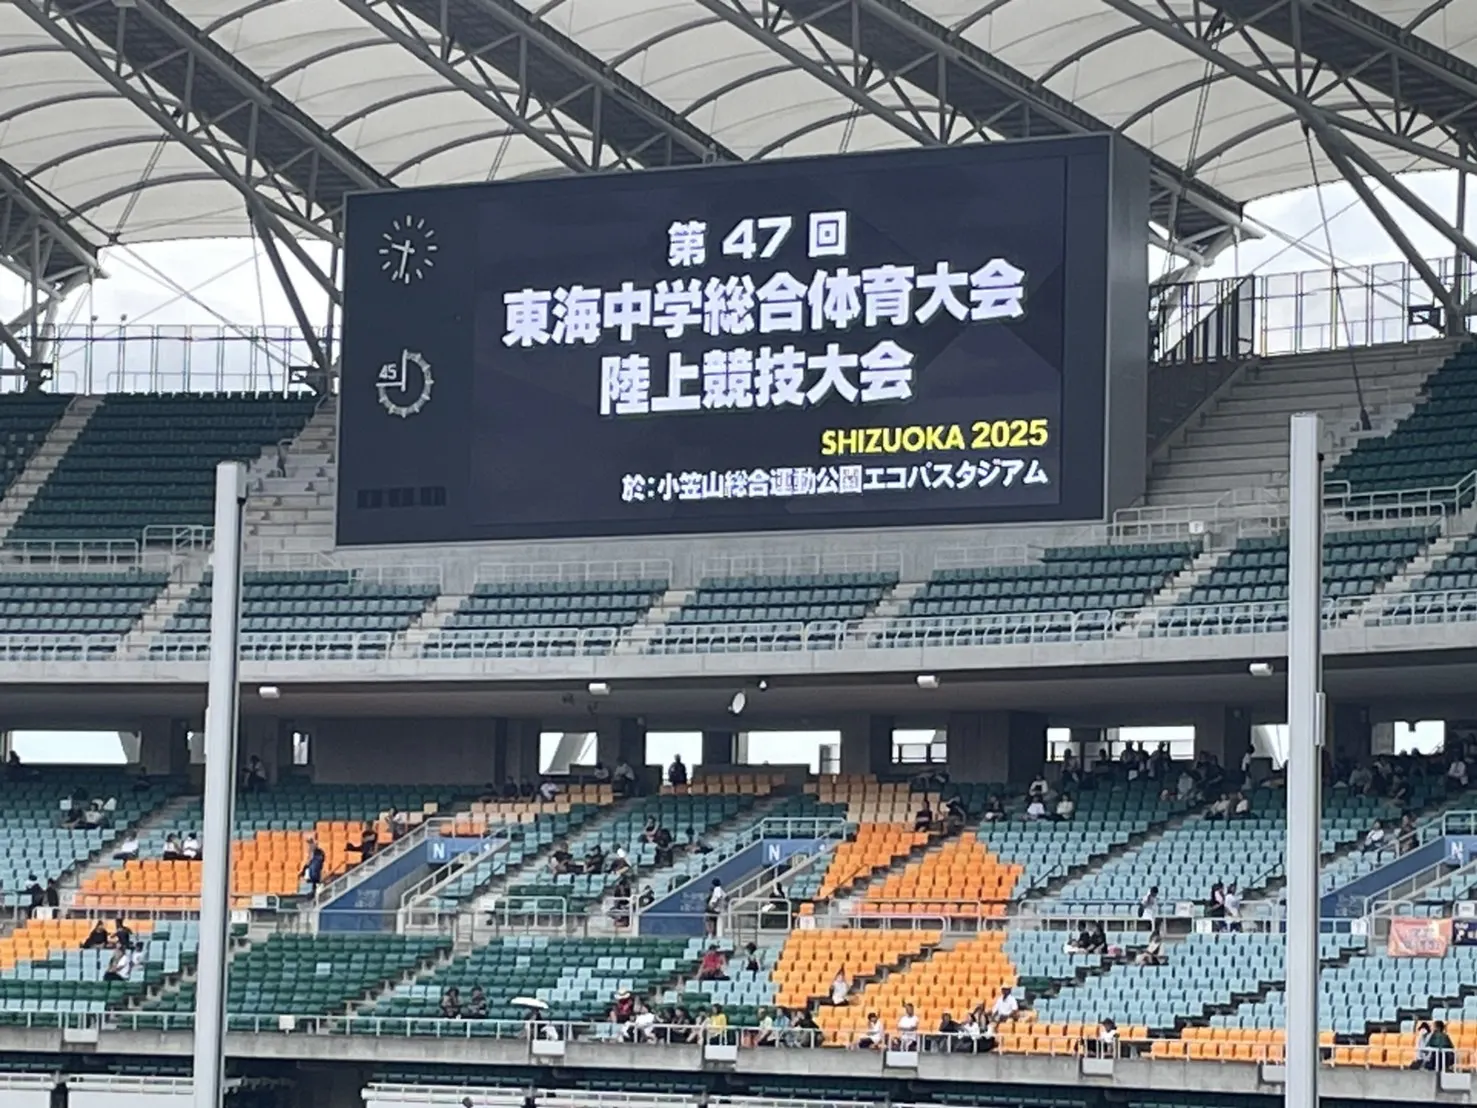 第 47 回
東海中学総合体育大会
陸上競技大会
SHIZUOKA 2025
於：小笠山総合運動公園エコパスタジアム
45
N
N
N